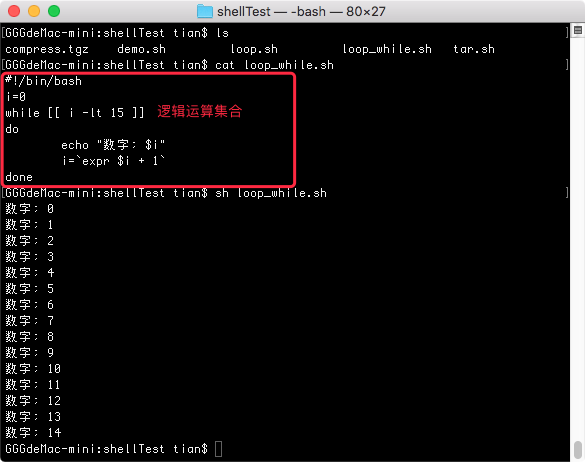 shellTest — -bash — 80×27
[GGGdeMac-mini:shellTest tian$ ls ]
compress.tgz demo.sh loop.sh loop_while.sh tar.sh
[GGGdeMac-mini:shellTest tian$ cat loop_while.sh ]
#!/bin/bash
i=0
while [[ i -lt 15 ]] 逻辑运算集合
do
echo "数字: $i"
i=`expr $i + 1`
done
[GGGdeMac-mini:shellTest tian$ sh loop_while.sh ]
数字: 0
数字: 1
数字: 2
数字: 3
数字: 4
数字: 5
数字: 6
数字: 7
数字: 8
数字: 9
数字: 10
数字: 11
数字: 12
数字: 13
数字: 14
GGGdeMac-mini:shellTest tian$